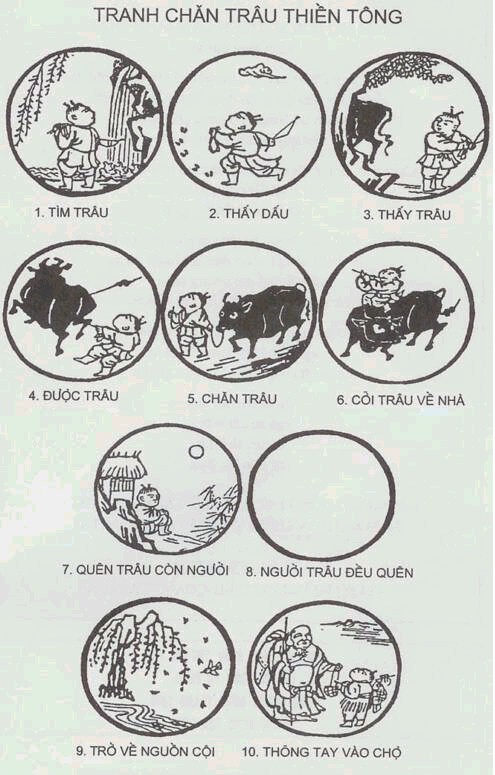 TRANH CHĂN TRÂU THIỀN TÔNG
1. TÌM TRÂU
2. THẤY DẤU
3. THẤY TRÂU
4. ĐƯỢC TRÂU
5. CHĂN TRÂU
6. CỠI TRÂU VỀ NHÀ
7. QUÊN TRÂU CÒN NGƯỜI
8. NGƯỜI TRÂU ĐỀU QUÊN
9. TRỞ VỀ NGUỒN CỘI
10. THÕNG TAY VÀO CHỢ